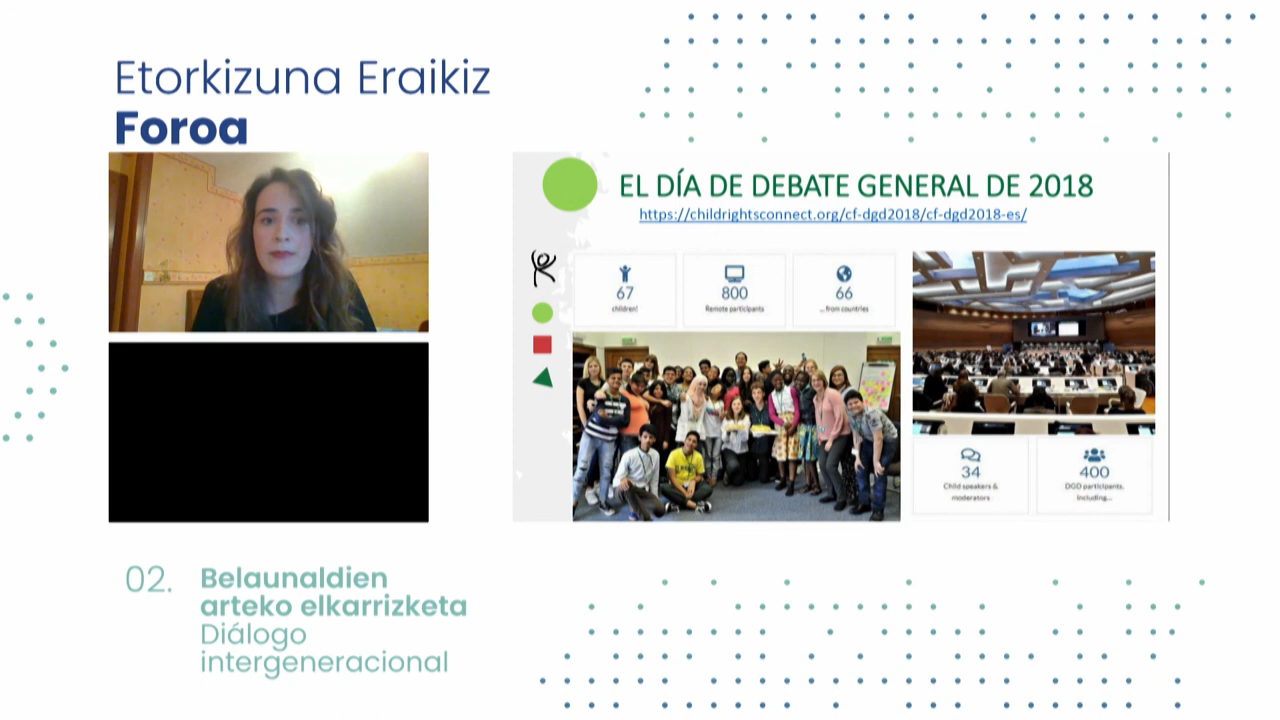 Etorkizuna Eraikiz
Foroa
EL DÍA DE DEBATE GENERAL DE 2018
https://childrightsconnect.org/cf-dgd2018/cf-dgd2018-es/
67
children!
800
Remote participants
66
...from countries
34
Child speakers &
moderators
400
DGD participants,
including...
02.
Belaunaldien
arteko elkarrizketa
Diálogo
intergeneracional